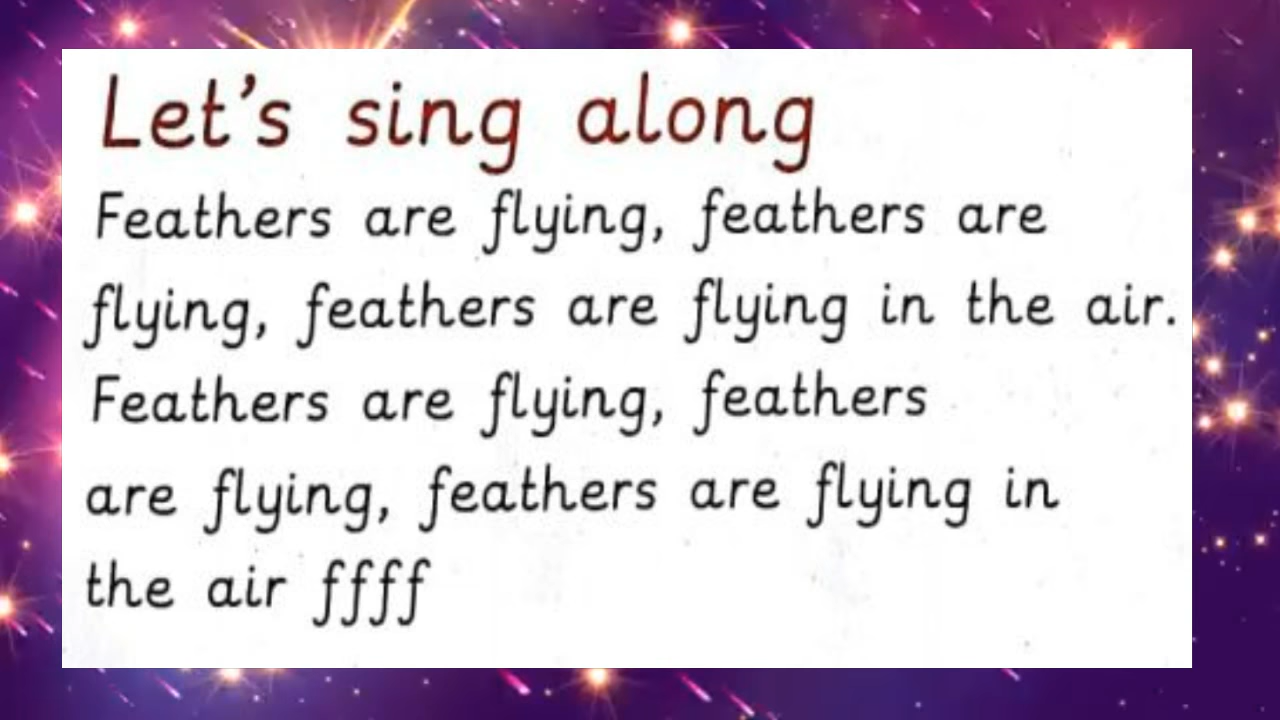 Let's sing along
Feathers are flying, feathers are
flying, feathers are flying in the air.
Feathers are flying, feathers
are flying, feathers are flying in
the air ffff